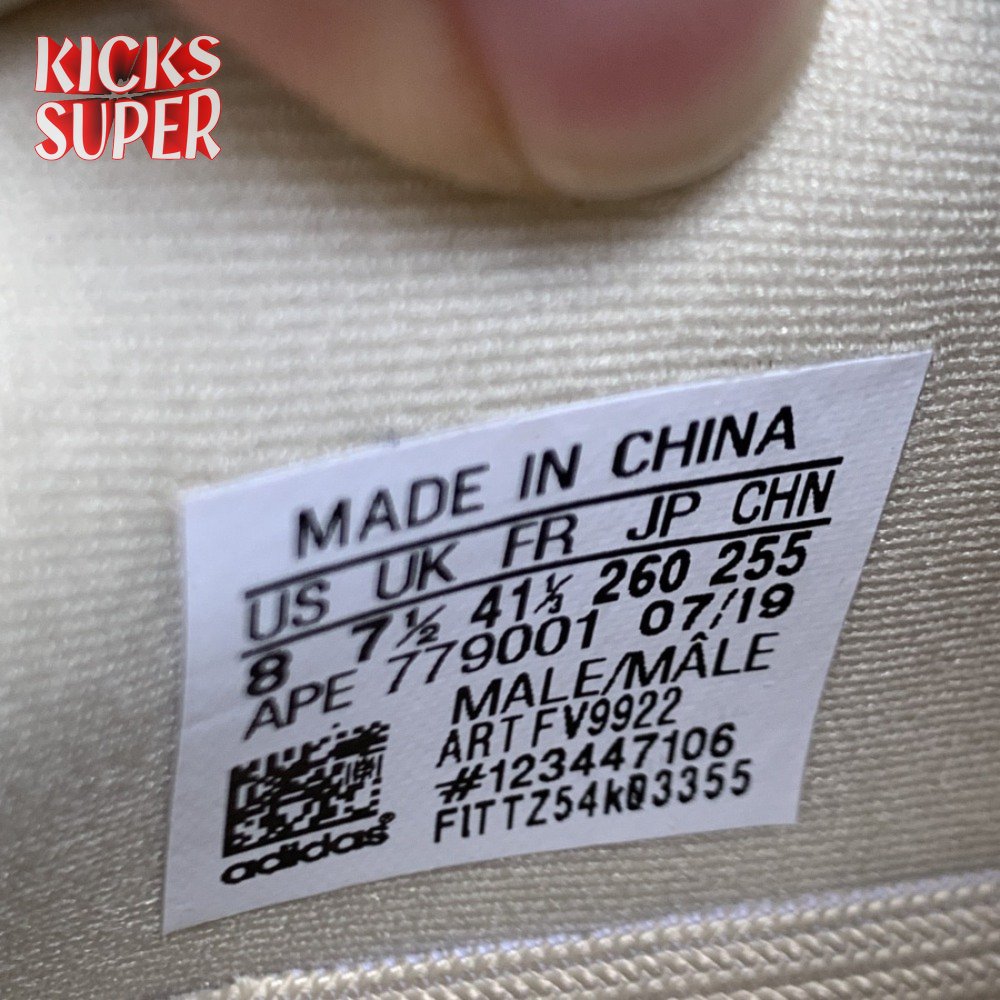 KICKS
SUPER
MADE IN CHINA
US UK FR JP CHN
8 7½ 41⅓ 260 255
APE 779001 07/19
MALE/MÂLE
ART FV9922
#123447106
FITTZ54k03355
adidas®